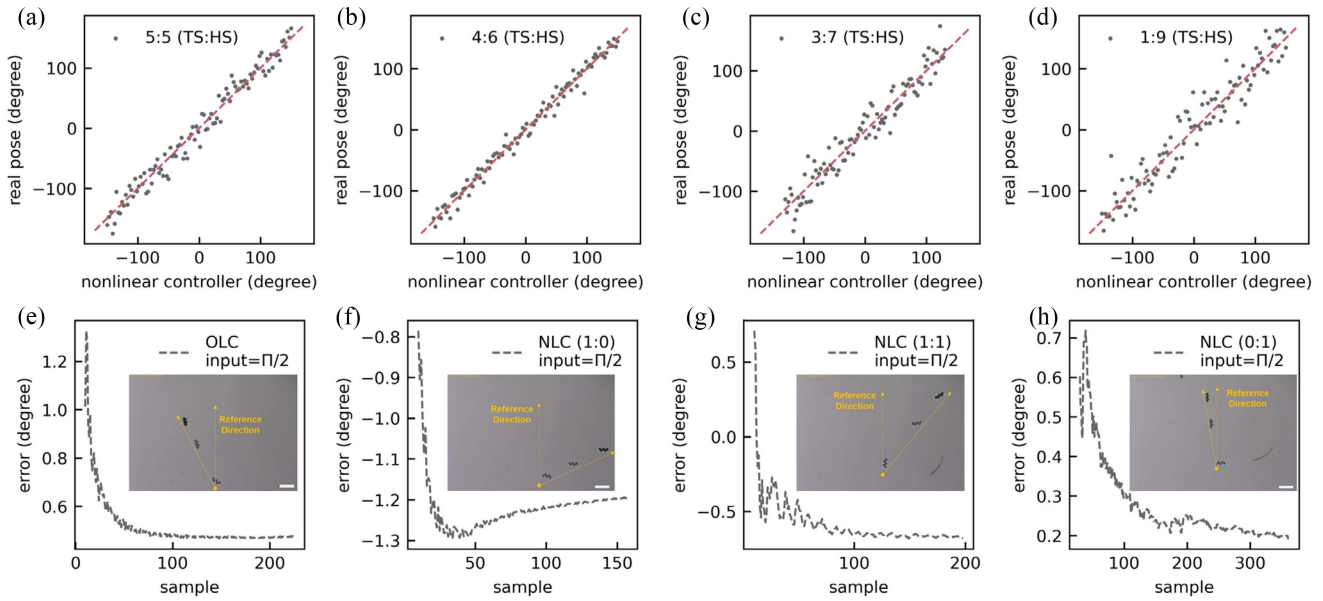 (a)
5:5 (TS:HS)
real pose (degree)
100
0
−100
−100
0
100
nonlinear controller (degree)
(b)
4:6 (TS:HS)
real pose (degree)
100
0
−100
−100
0
100
nonlinear controller (degree)
(c)
3:7 (TS:HS)
real pose (degree)
100
0
−100
−100
0
100
nonlinear controller (degree)
(d)
1:9 (TS:HS)
real pose (degree)
100
0
−100
−100
0
100
nonlinear controller (degree)
(e)
OLC
input=Π/2
Reference
Direction
error (degree)
1.2
1.0
0.8
0.6
0
100
200
sample
(f)
NLC (1:0)
input=Π/2
Reference
Direction
error (degree)
−0.8
−0.9
−1.0
−1.1
−1.2
−1.3
50
100
150
sample
(g)
NLC (1:1)
input=Π/2
Reference
Direction
error (degree)
0.5
0.0
−0.5
100
200
sample
(h)
NLC (0:1)
input=Π/2
Reference
Direction
error (degree)
0.7
0.6
0.5
0.4
0.3
0.2
100
200
300
sample